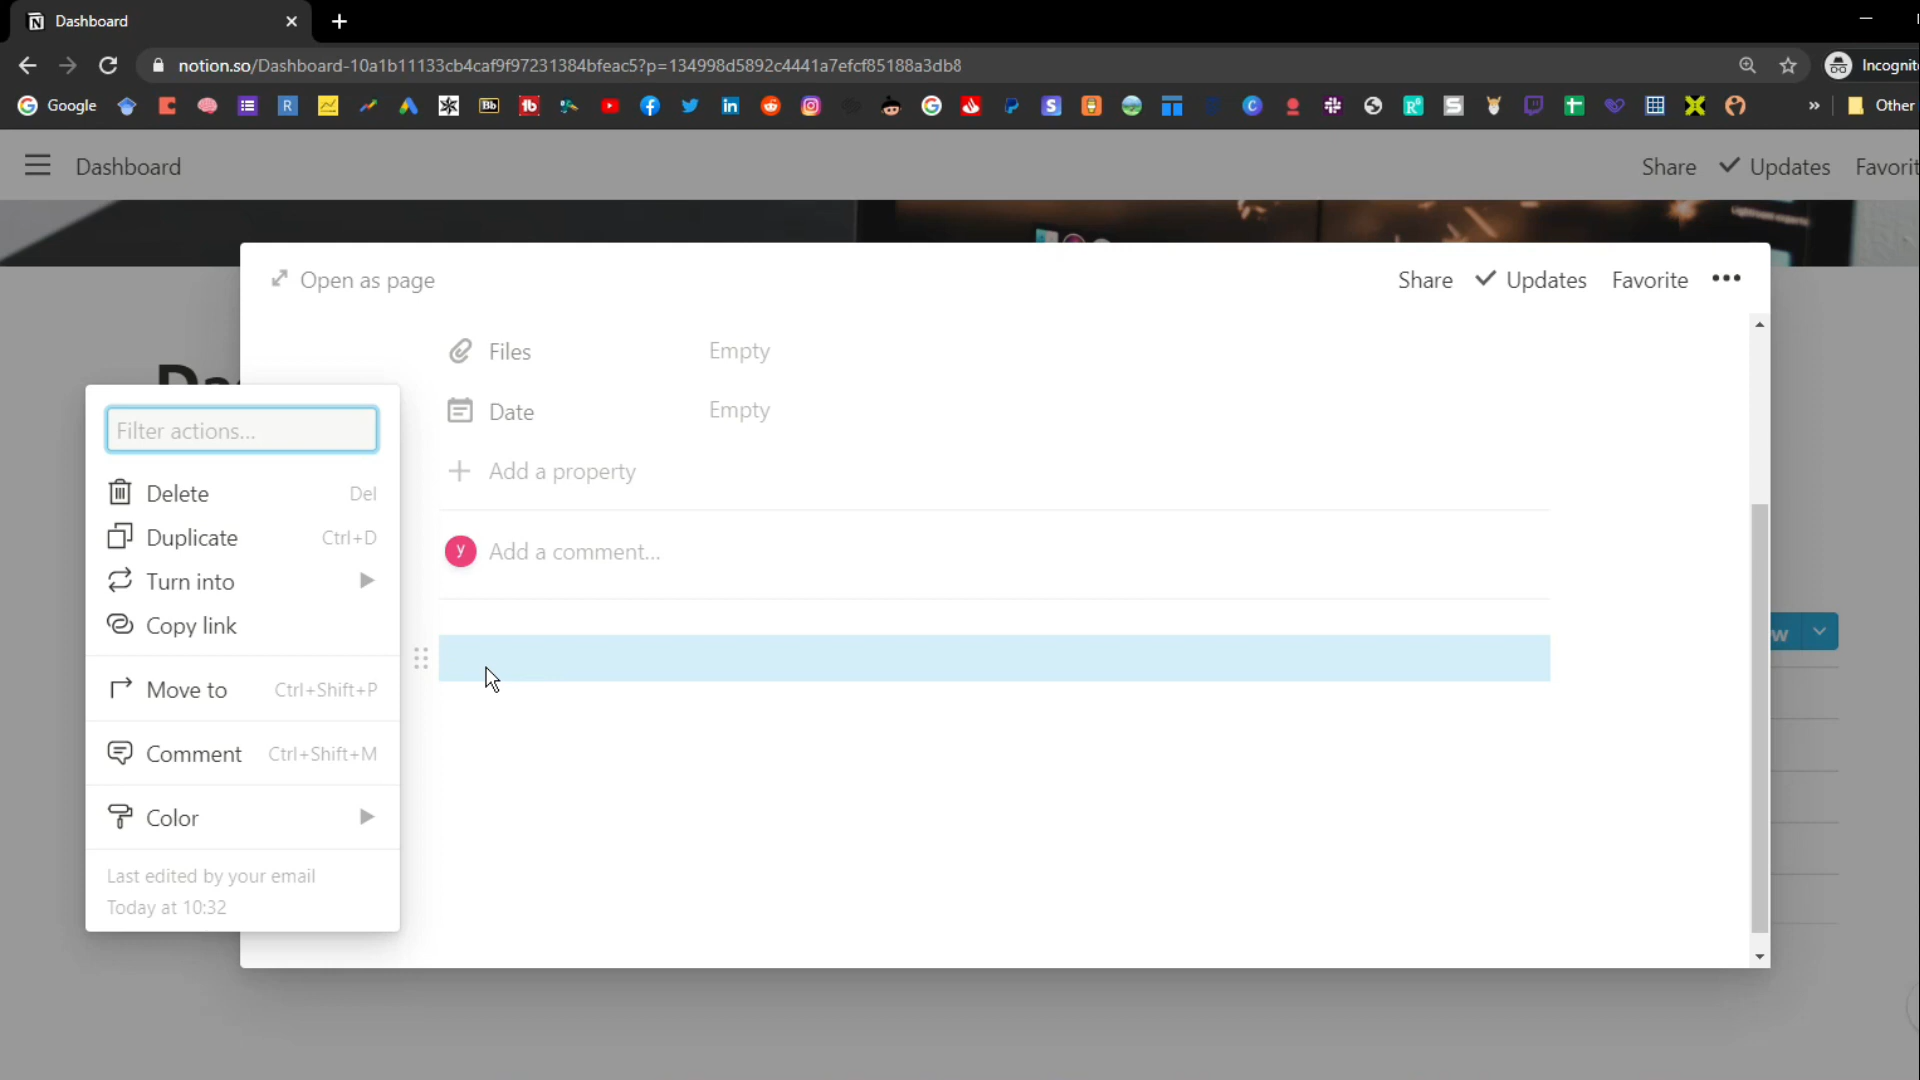 Dashboard
notion.so/Dashboard-10a1b11133cb4caf9f97231384bfeac5?p=134998d5892c4441a7efcf85188a3db8
Incognit
Google
Bb
Other
Dashboard
Share
Updates
Favorit
Open as page
Share
Updates
Favorite
Files
Empty
Date
Empty
Add a property
y
Add a comment...
Filter actions...
Delete
Del
Duplicate
Ctrl+D
Turn into
Copy link
Move to
Ctrl+Shift+P
Comment
Ctrl+Shift+M
Color
Last edited by your email
Today at 10:32